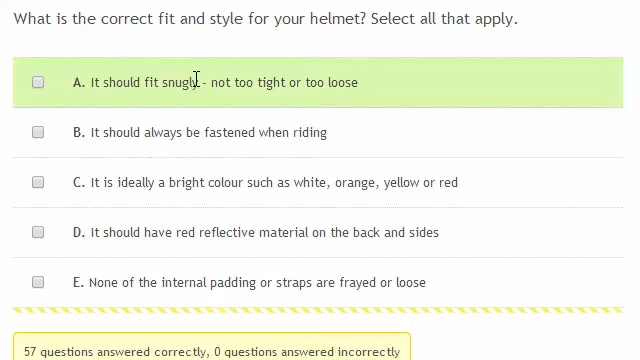 What is the correct fit and style for your helmet? Select all that apply.
A. It should fit snugly - not too tight or too loose
B. It should always be fastened when riding
C. It is ideally a bright colour such as white, orange, yellow or red
D. It should have red reflective material on the back and sides
E. None of the internal padding or straps are frayed or loose
57 questions answered correctly, 0 questions answered incorrectly